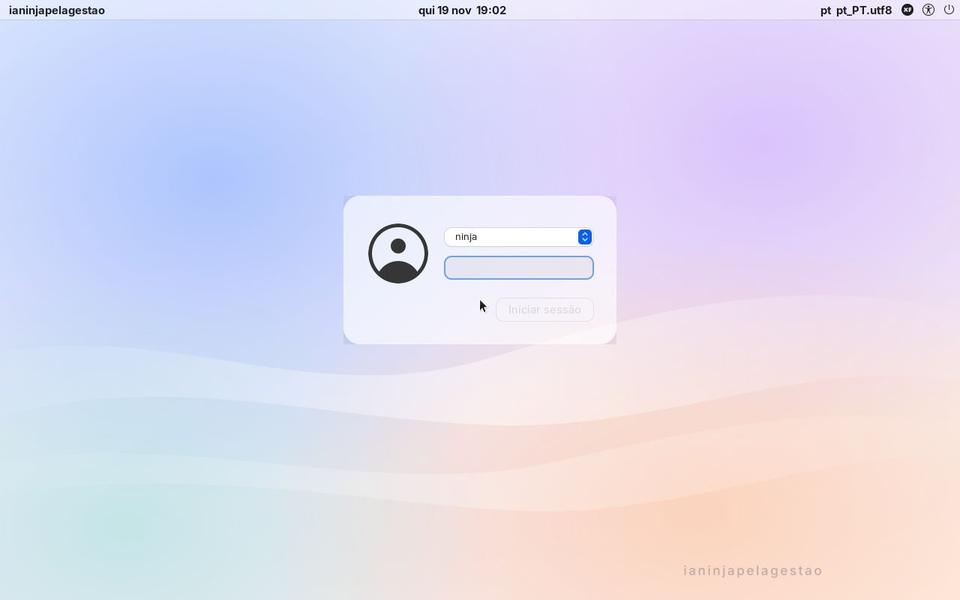 ianinjapelagestao
qui 19 nov 19:02
pt pt_PT.utf8
ninja
Iniciar sessão
ianinjapelagestao